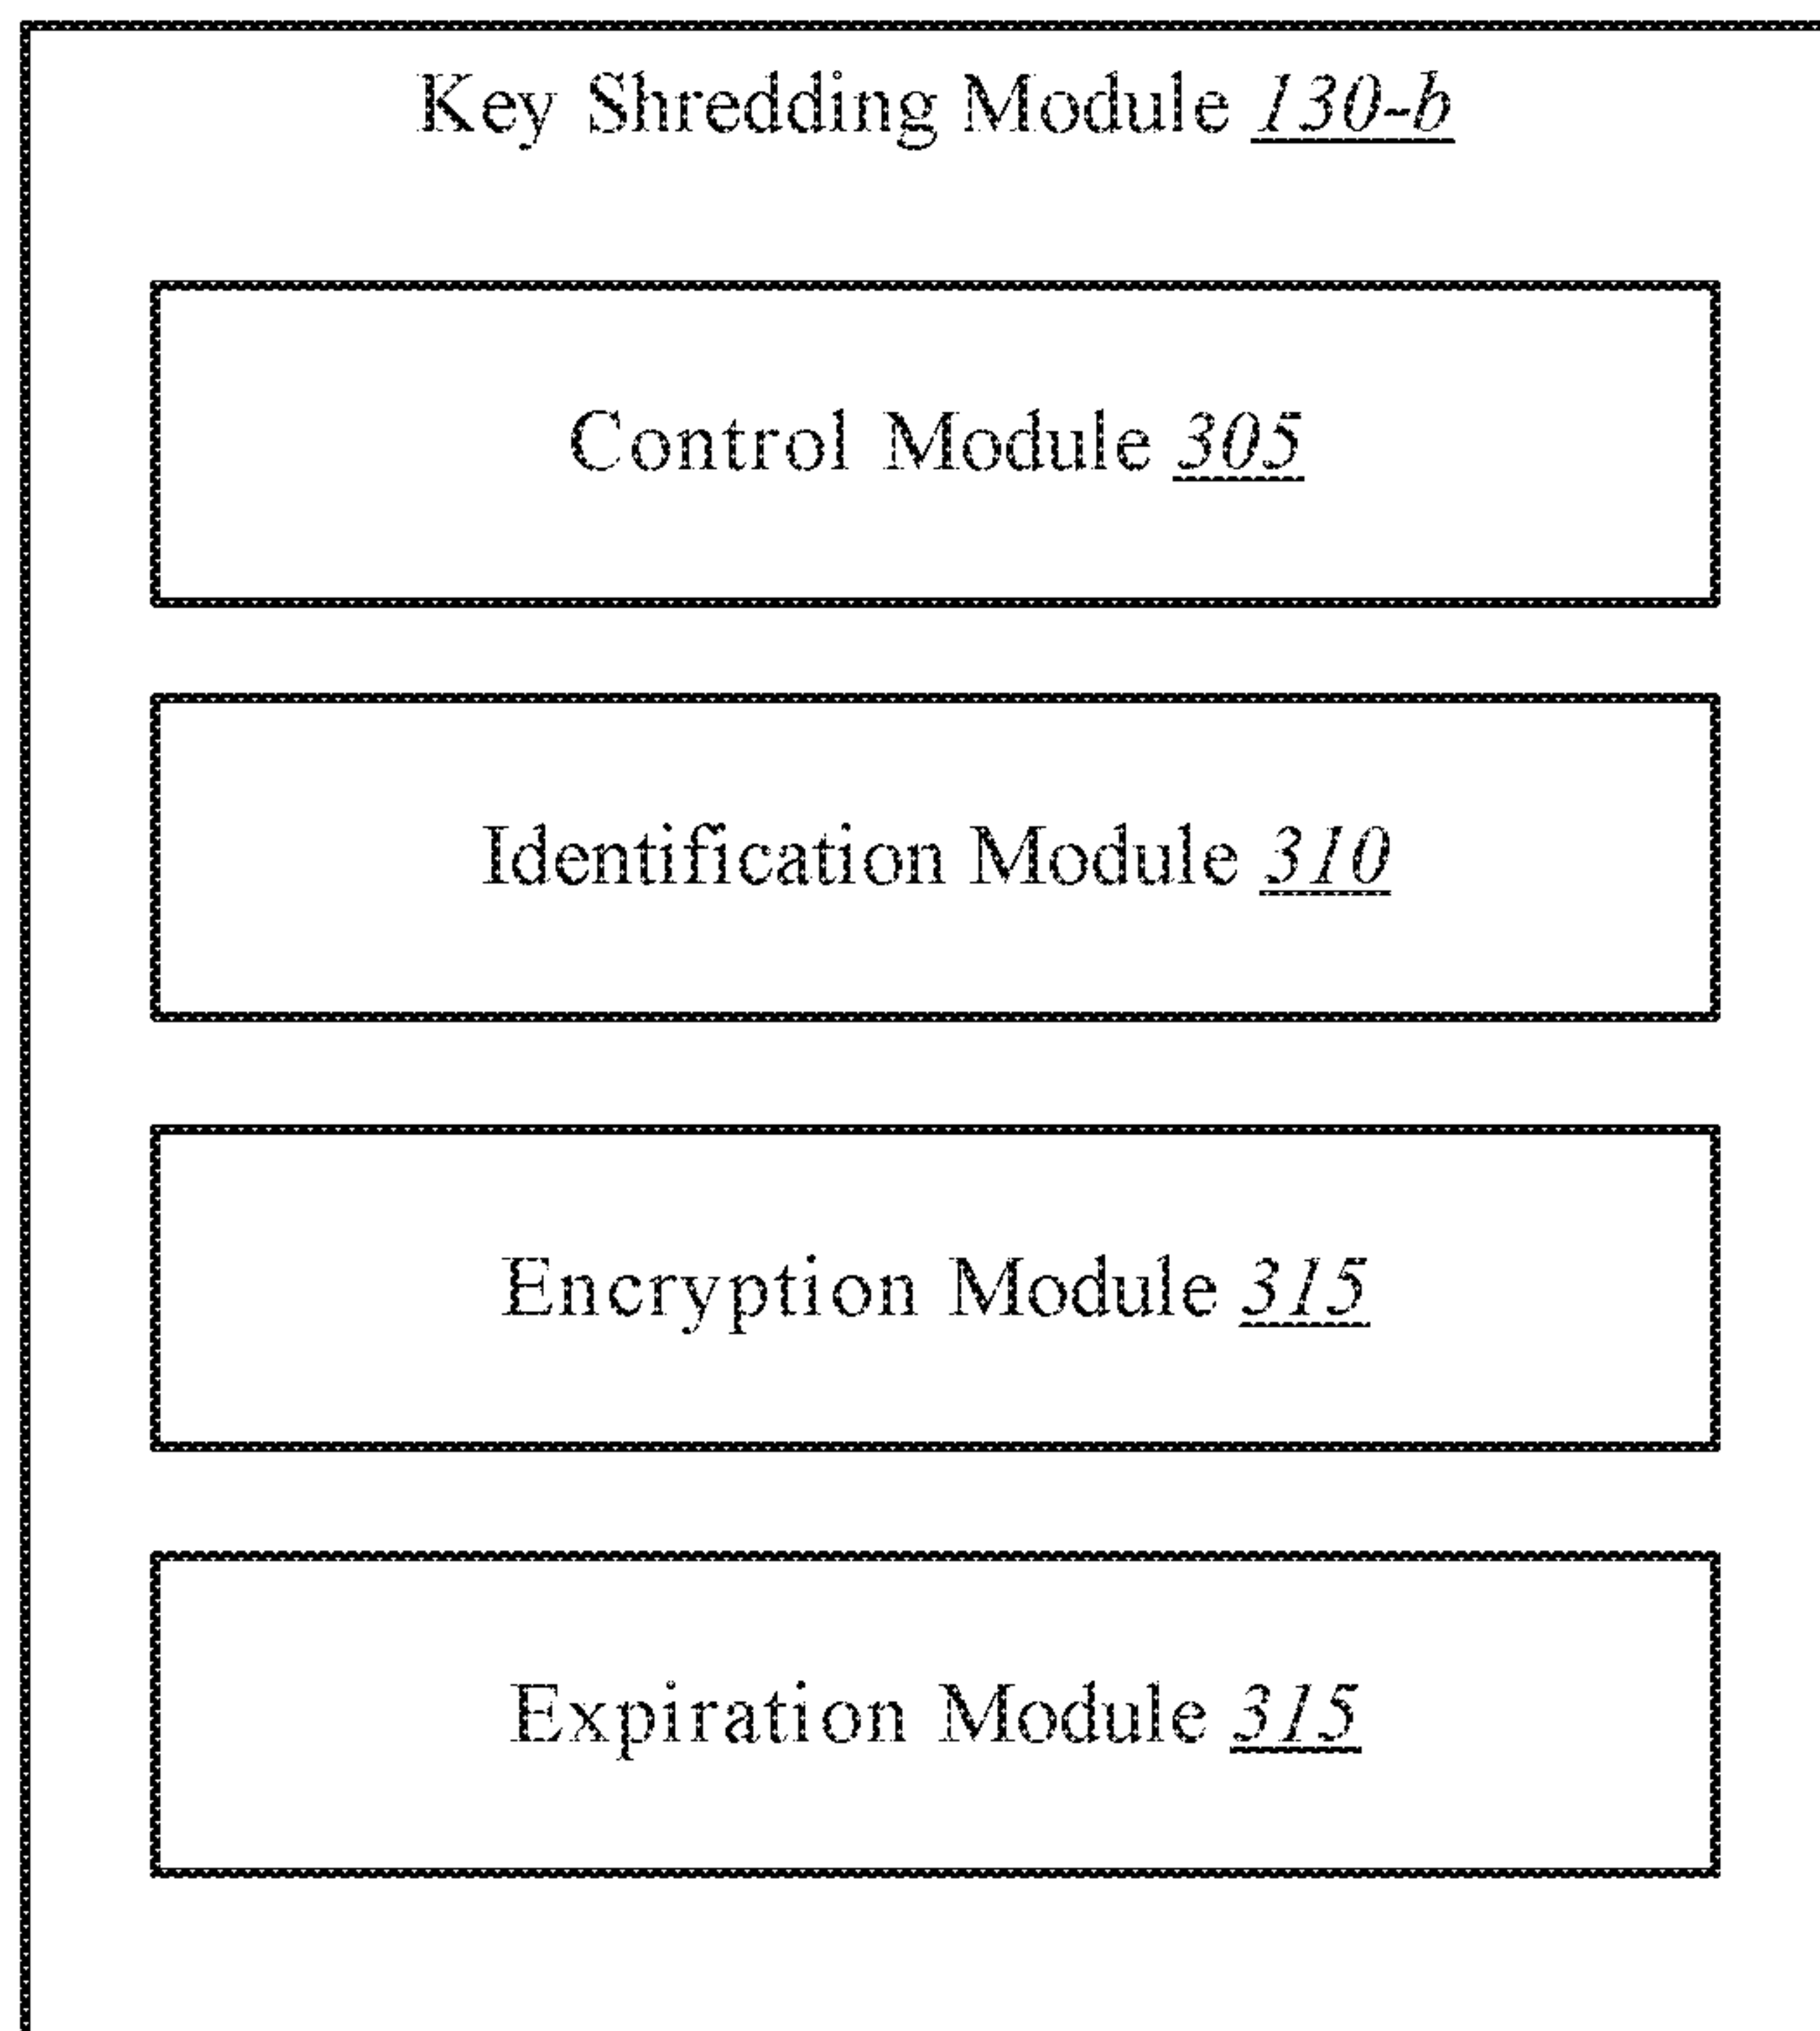 Key Shredding Module 130-b
Control Module 305
Identification Module 310
Encryption Module 315
Expiration Module 315